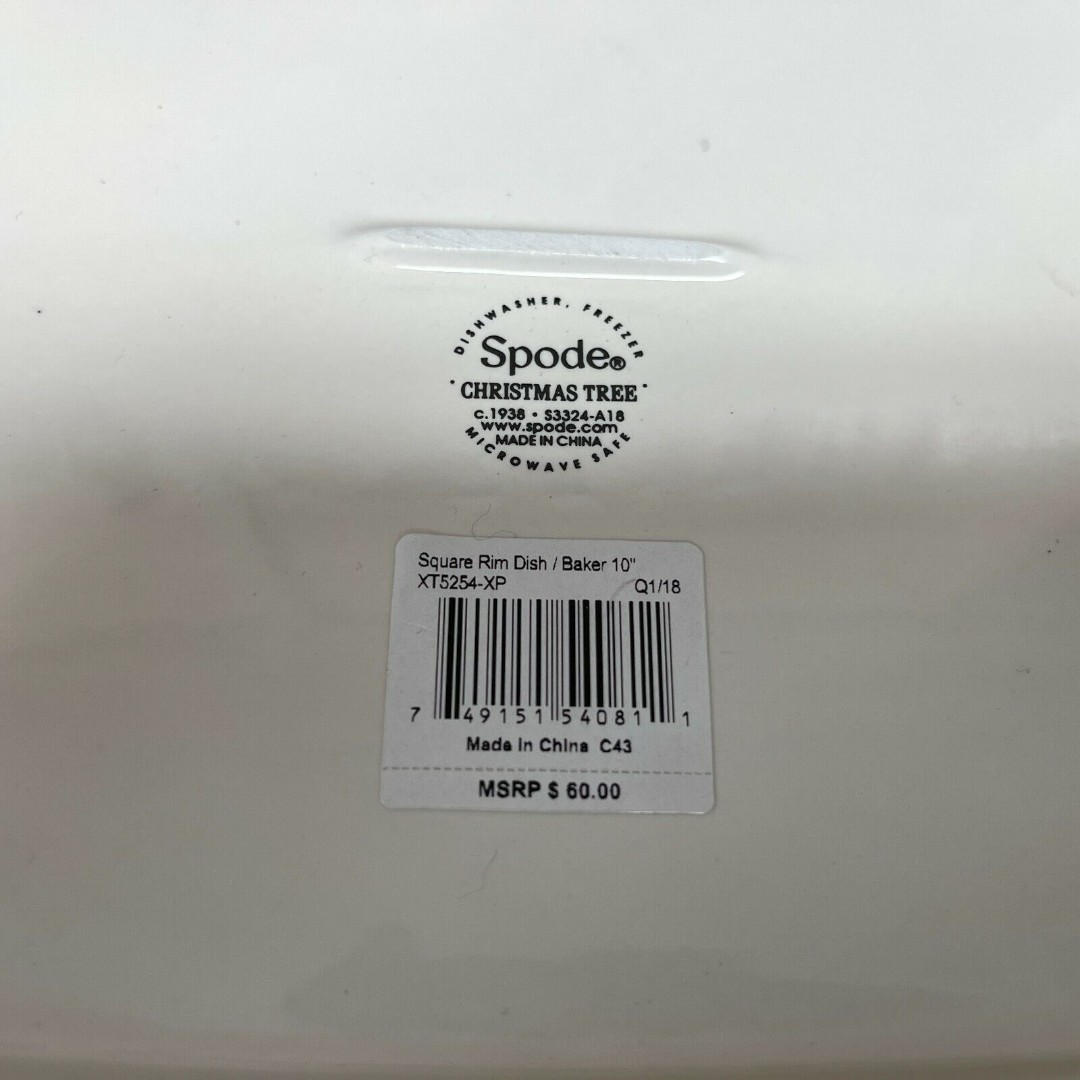 DISHWASHER, FREEZER
Spode®
· CHRISTMAS TREE ·
c.1938 • S3324-A18
www.spode.com
MADE IN CHINA
MICROWAVE SAFE
Square Rim Dish / Baker 10"
XT5254-XP Q1/18
7 49151 54081 1
Made in China C43
MSRP $ 60.00